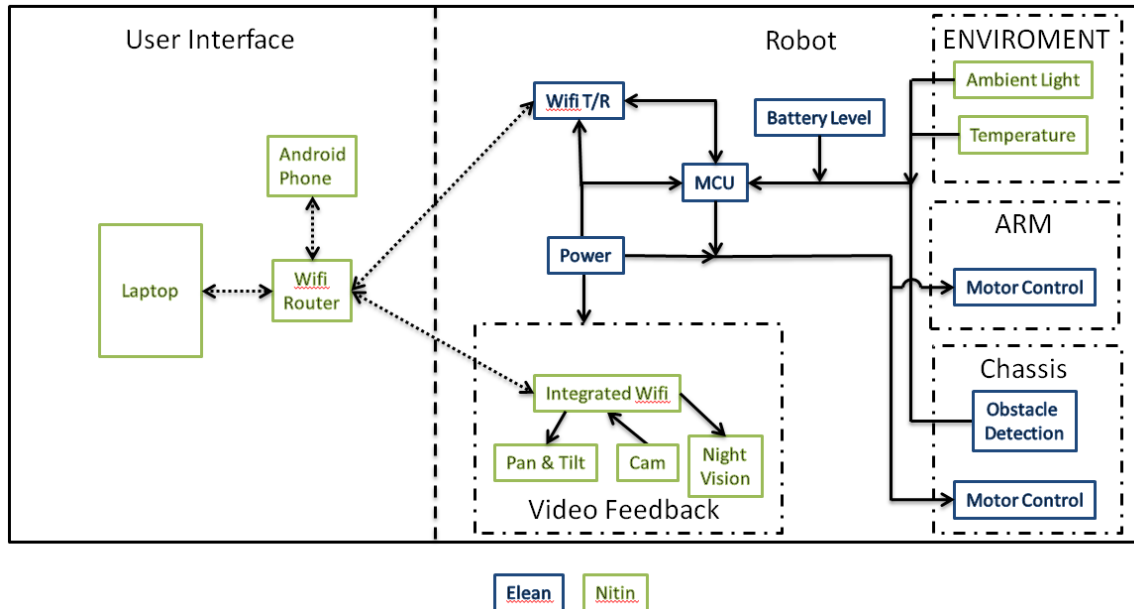 User Interface
Robot
ENVIROMENT
Ambient Light
Temperature
Wifi T/R
Battery Level
Android
Phone
MCU
ARM
Power
Laptop
Wifi
Router
Motor Control
Chassis
Integrated Wifi
Obstacle
Detection
Pan & Tilt
Cam
Night
Vision
Motor Control
Video Feedback
Elean
Nitin